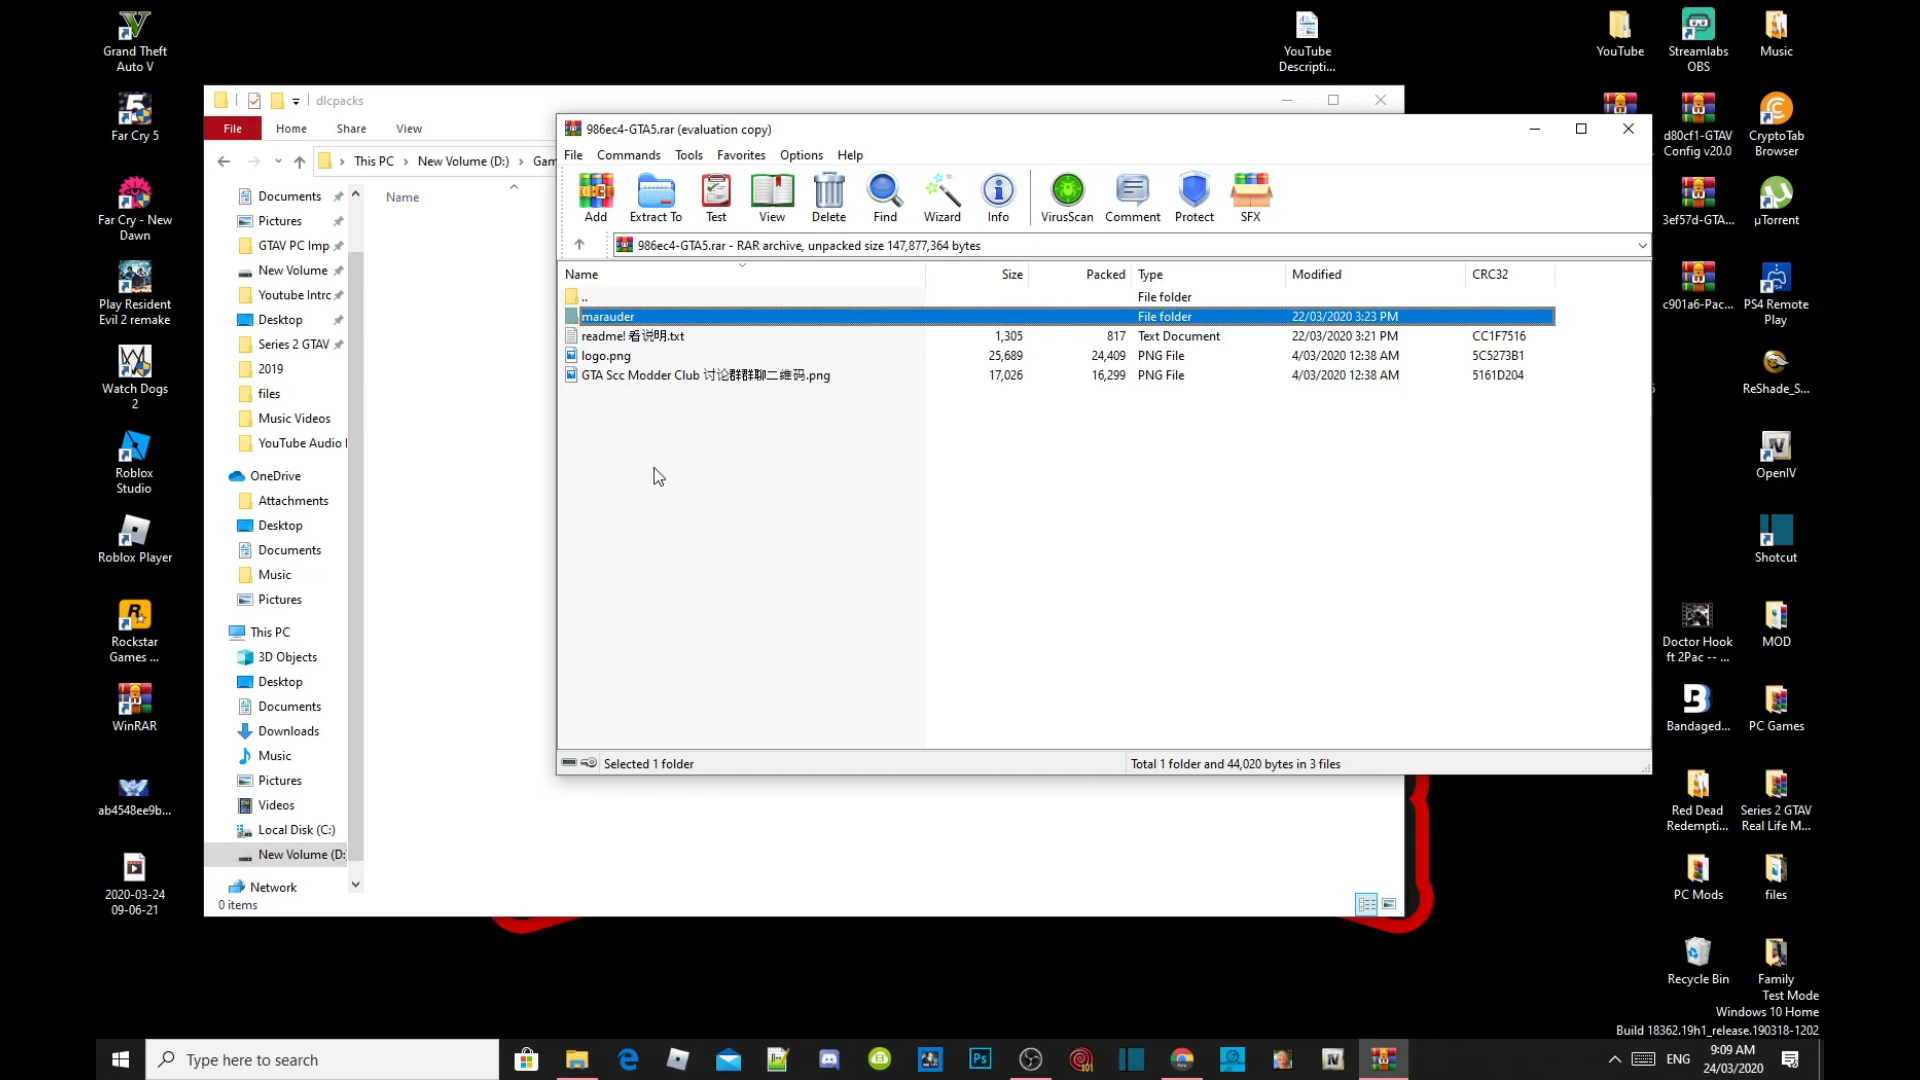 Grand Theft
Auto V
Far Cry 5
Far Cry - New
Dawn
Play Resident
Evil 2 remake
Watch Dogs
2
Roblox
Studio
Roblox Player
Rockstar
Games ...
WinRAR
ab4548ee9b...
2020-03-24
09-06-21
YouTube
Descripti...
YouTube
Streamlabs
OBS
Music
d80cf1-GTAV
Config v20.0
CryptoTab
Browser
3ef57d-GTA...
µTorrent
c901a6-Pac...
PS4 Remote
Play
ReShade_S...
OpenIV
Shotcut
Doctor Hook
ft 2Pac -- ...
MOD
Bandaged...
PC Games
Red Dead
Redempti...
Series 2 GTAV
Real Life M...
PC Mods
files
Recycle Bin
Family
Test Mode
Windows 10 Home
Build 18362.19h1_release.190318-1202
dlcpacks
File Home Share View
This PC › New Volume (D:) › Gam
Name
Documents
Pictures
GTAV PC Imp
New Volume
Youtube Intrc
Desktop
Series 2 GTAV
2019
files
Music Videos
YouTube Audio l
OneDrive
Attachments
Desktop
Documents
Music
Pictures
This PC
3D Objects
Desktop
Documents
Downloads
Music
Pictures
Videos
Local Disk (C:)
New Volume (D:
Network
0 items
986ec4-GTA5.rar (evaluation copy)
File Commands Tools Favorites Options Help
Add Extract To Test View Delete Find Wizard Info VirusScan Comment Protect SFX
986ec4-GTA5.rar - RAR archive, unpacked size 147,877,364 bytes
Name Size Packed Type Modified CRC32
.. File folder
marauder File folder 22/03/2020 3:23 PM
readme! 看说明.txt 1,305 817 Text Document 22/03/2020 3:21 PM CC1F7516
logo.png 25,689 24,409 PNG File 4/03/2020 12:38 AM 5C5273B1
GTA Scc Modder Club 讨论群群聊二维码.png 17,026 16,299 PNG File 4/03/2020 12:38 AM 5161D204
Selected 1 folder Total 1 folder and 44,020 bytes in 3 files
Type here to search
ENG
9:09 AM
24/03/2020